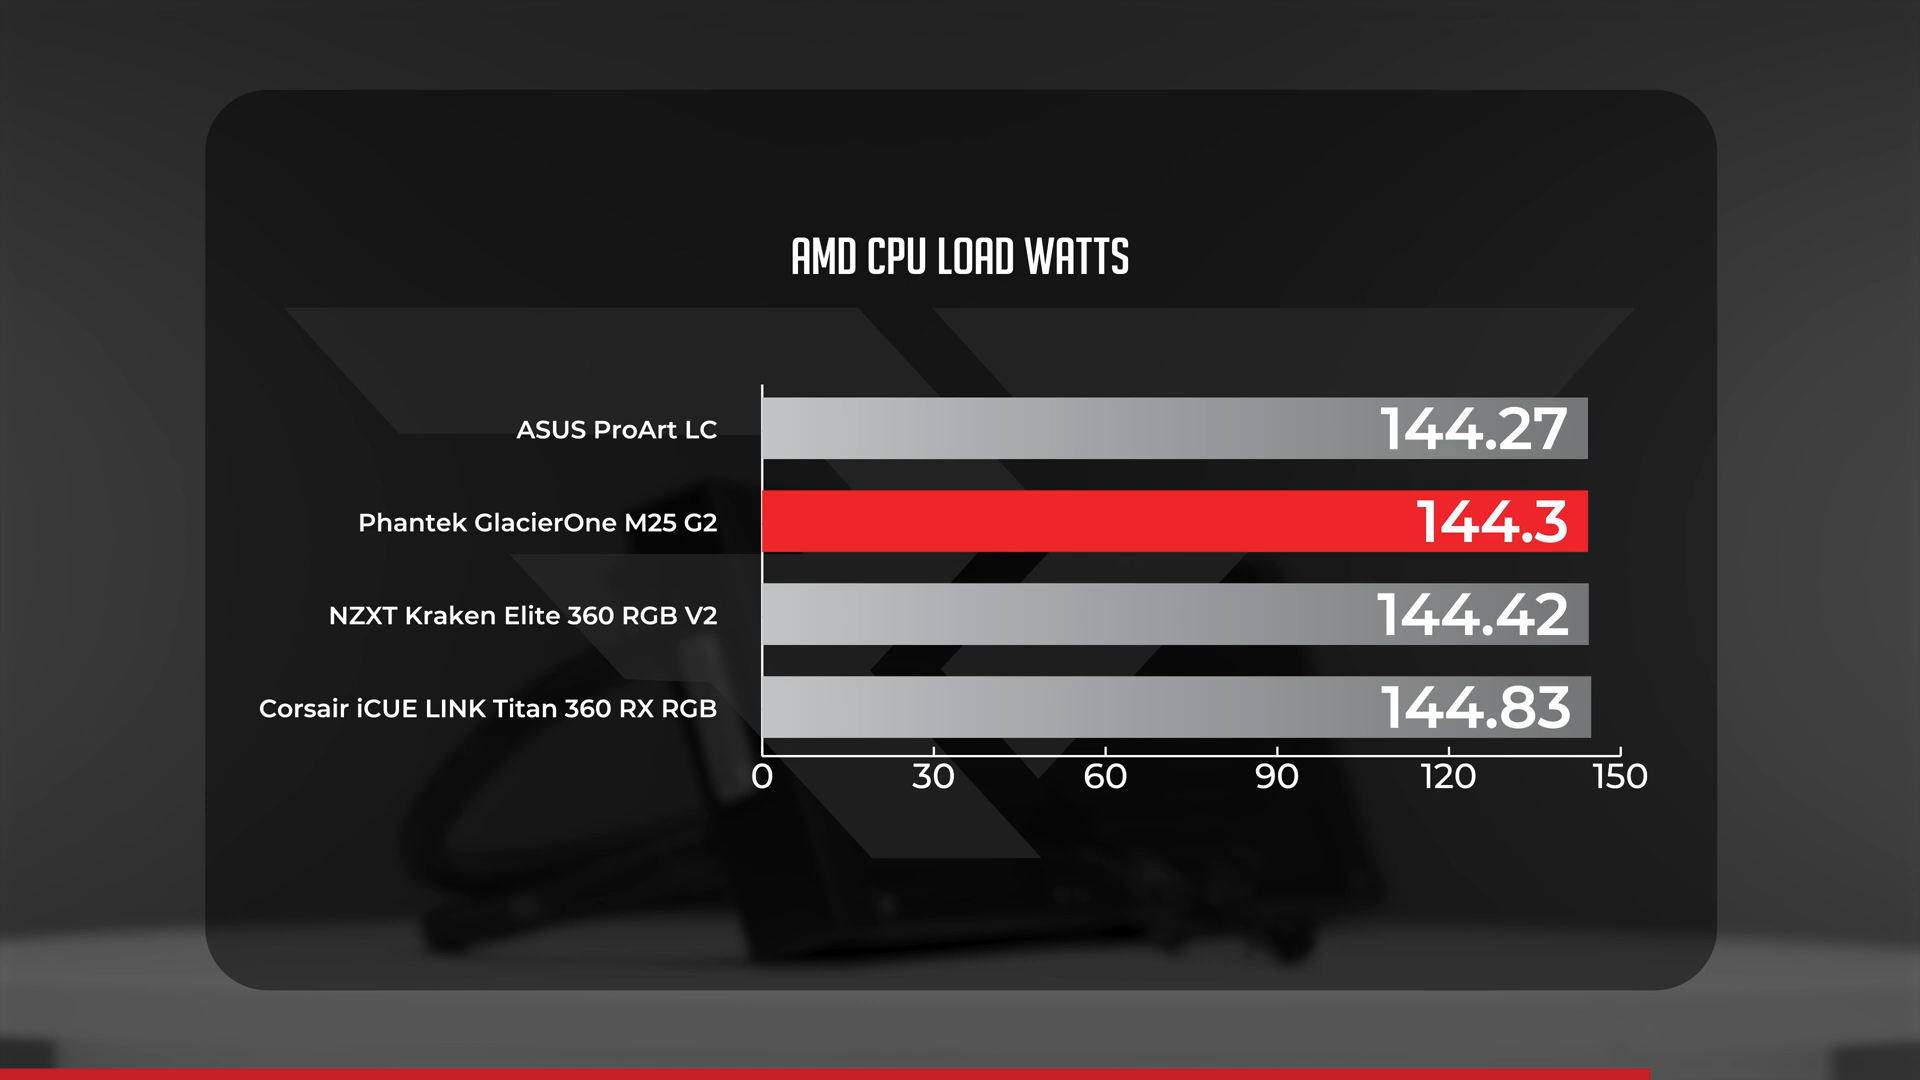 AMD CPU LOAD WATTS
ASUS ProArt LC 144.27
Phantek GlacierOne M25 G2 144.3
NZXT Kraken Elite 360 RGB V2 144.42
Corsair iCUE LINK Titan 360 RX RGB 144.83
0 30 60 90 120 150